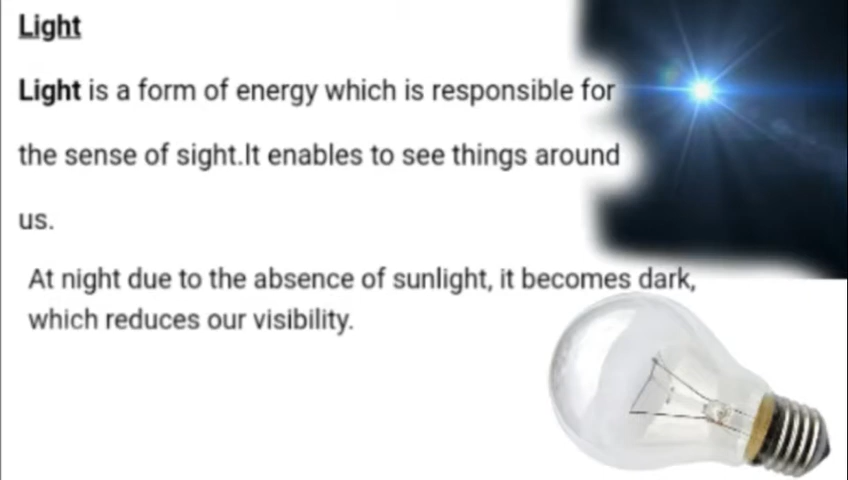 Light
Light is a form of energy which is responsible for
the sense of sight.It enables to see things around
us.
At night due to the absence of sunlight, it becomes dark,
which reduces our visibility.